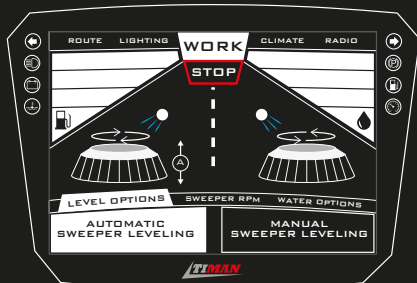 ROUTE LIGHTING WORK CLIMATE RADIO
STOP
A
LEVEL OPTIONS SWEEPER RPM WATER OPTIONS
AUTOMATIC
SWEEPER LEVELING
MANUAL
SWEEPER LEVELING
TIMAN